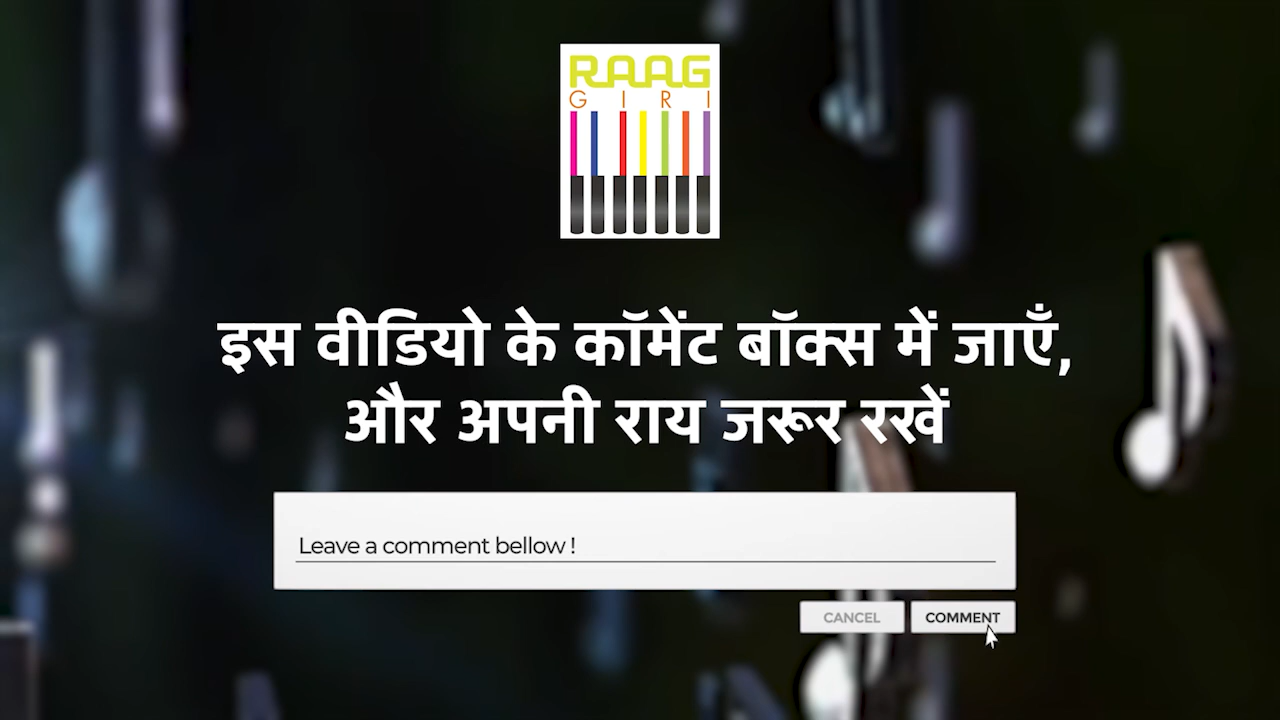 RAAG
GIRI
इस वीडियो के कॉमेंट बॉक्स में जाएँ,
और अपनी राय जरूर रखें
Leave a comment bellow !
CANCEL
COMMENT